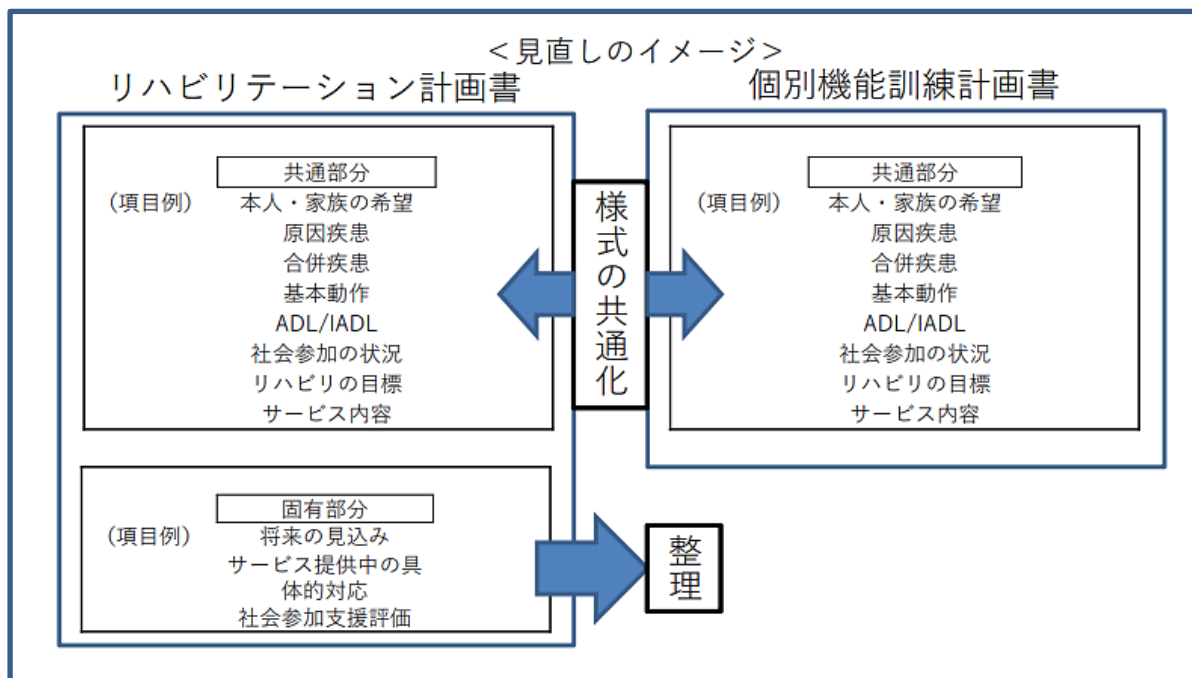 ＜見直しのイメージ＞
リハビリテーション計画書
共通部分
(項目例)
本人・家族の希望
原因疾患
合併疾患
基本動作
ADL/IADL
社会参加の状況
リハビリの目標
サービス内容
固有部分
(項目例)
将来の見込み
サービス提供中の具
体的対応
社会参加支援評価
様式の共通化
整理
個別機能訓練計画書
共通部分
(項目例)
本人・家族の希望
原因疾患
合併疾患
基本動作
ADL/IADL
社会参加の状況
リハビリの目標
サービス内容